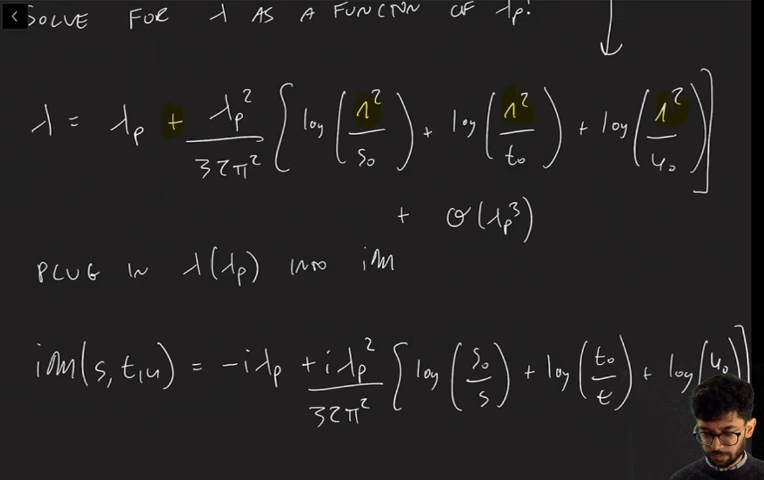 SOLVE FOR λ AS A FUNCTION OF λp!
λ = λp + λp²/32π² [log(Λ²/s₀) + log(Λ²/t₀) + log(Λ²/u₀)]
+ O(λp³)
PLUG IN λ(λp) INTO iM
iM(s,t,u) = -iλp + iλp²/32π² [log(s₀/s) + log(t₀/t) + log(u₀